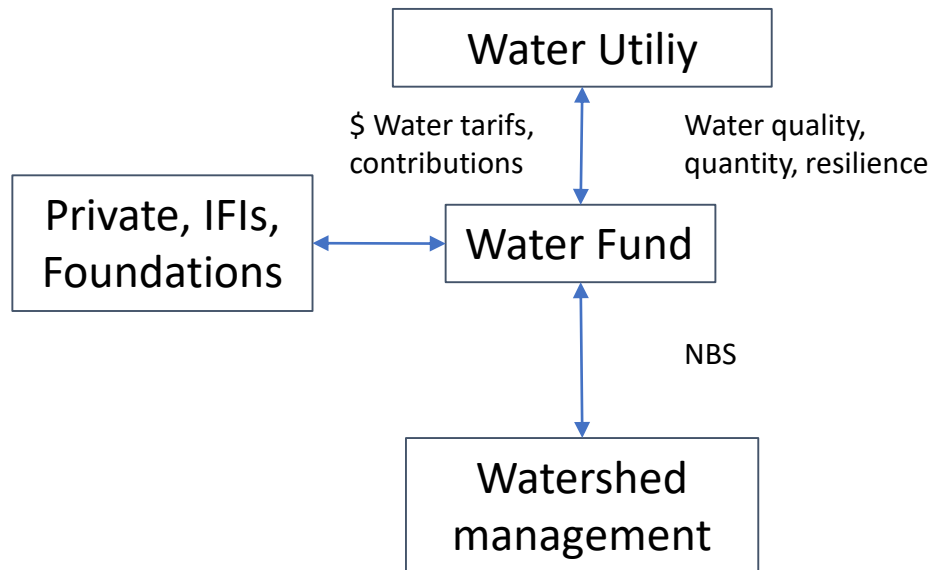 Water Utiliy
$ Water tarifs,
contributions
Water quality,
quantity, resilience
Private, IFIs,
Foundations
Water Fund
NBS
Watershed
management